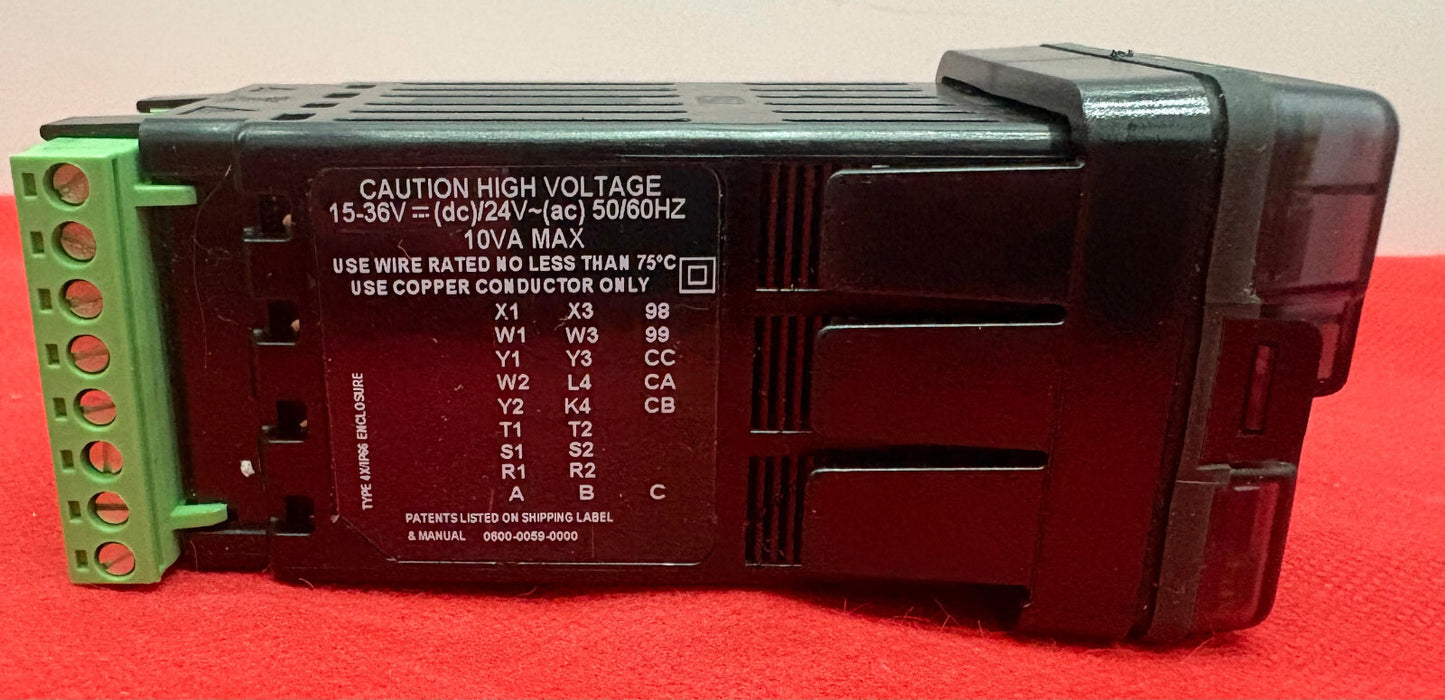 CAUTION HIGH VOLTAGE
15-36V ⎓ (dc)/24V~(ac) 50/60HZ
10VA MAX
USE WIRE RATED NO LESS THAN 75°C
USE COPPER CONDUCTOR ONLY
X1 X3 98
W1 W3 99
Y1 Y3 CC
W2 L4 CA
Y2 K4 CB
T1 T2
S1 S2
R1 R2
A B C
TYPE 4X/IP66 ENCLOSURE
PATENTS LISTED ON SHIPPING LABEL
& MANUAL 0600-0059-0000